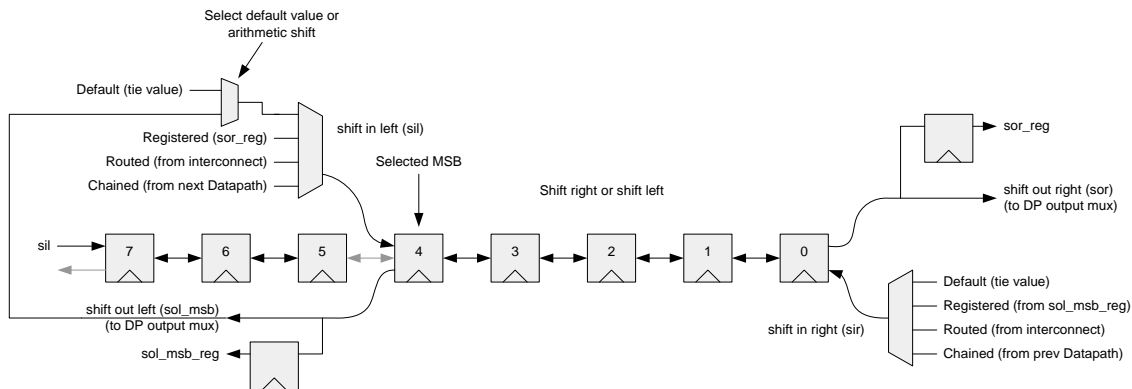 Select default value or
arithmetic shift
Default (tie value)
Registered (sor_reg)
Routed (from interconnect)
Chained (from next Datapath)
shift in left (sil)
Selected MSB
Shift right or shift left
sor_reg
shift out right (sor)
(to DP output mux)
sil
7
6
5
4
3
2
1
0
shift out left (sol_msb)
(to DP output mux)
sol_msb_reg
shift in right (sir)
Default (tie value)
Registered (from sol_msb_reg)
Routed (from interconnect)
Chained (from prev Datapath)